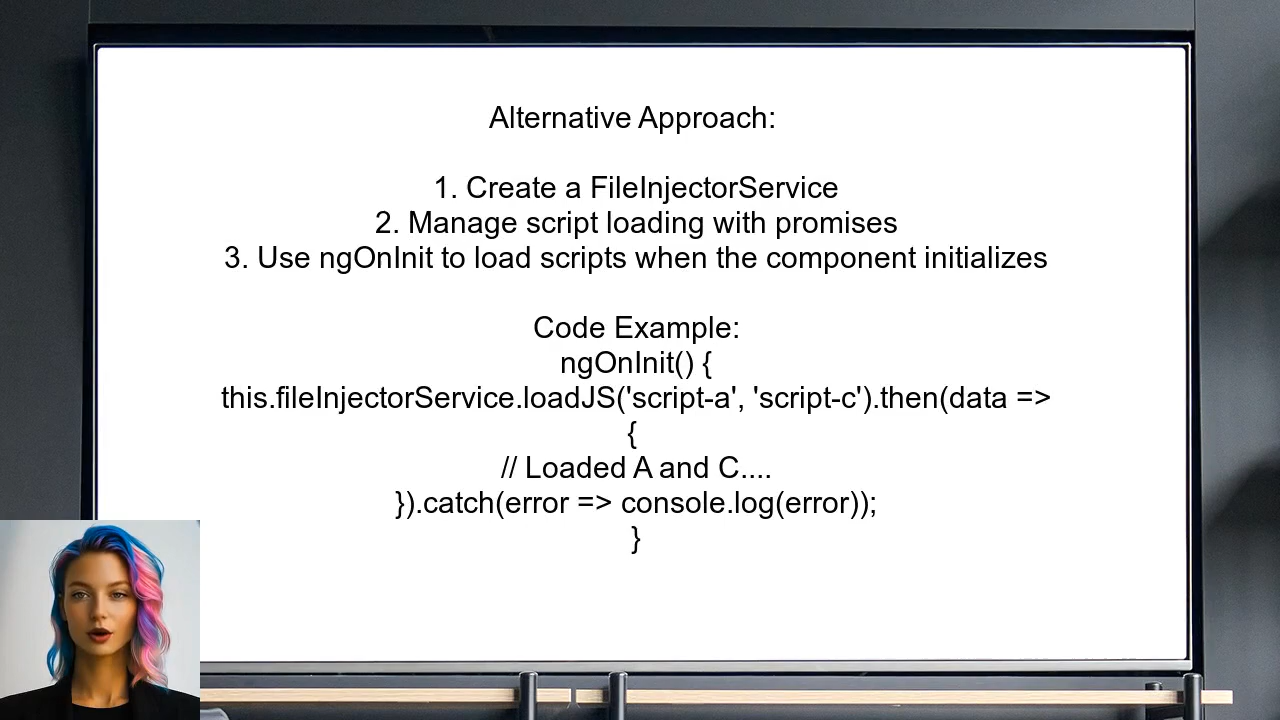 Alternative Approach:
1. Create a FileInjectorService
2. Manage script loading with promises
3. Use ngOnInit to load scripts when the component initializes
Code Example:
ngOnInit() {
this.fileInjectorService.loadJS('script-a', 'script-c').then(data =>
{
// Loaded A and C....
}).catch(error => console.log(error));
}